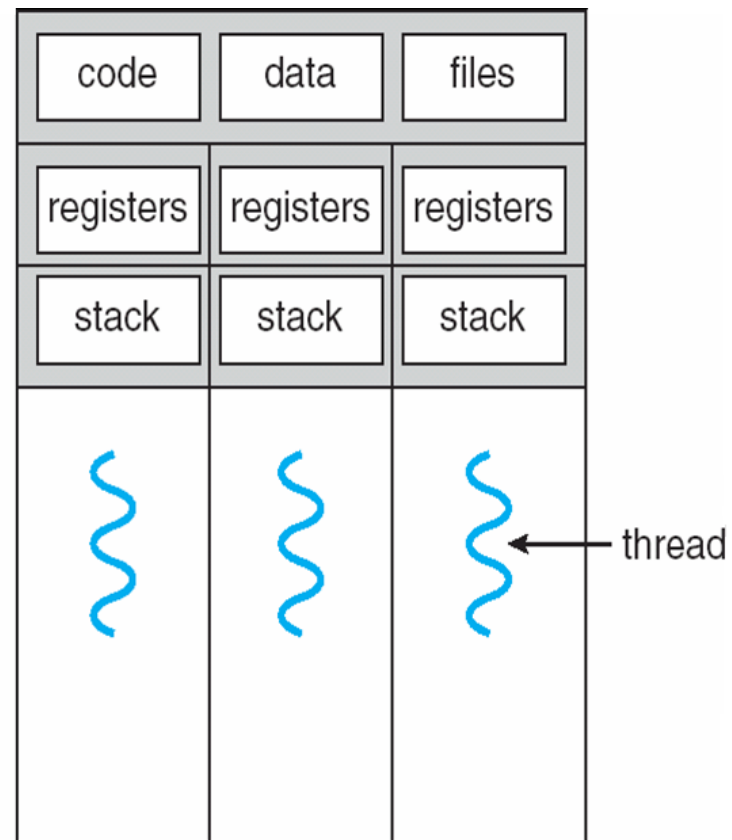 code data files
registers registers registers
stack stack stack
thread